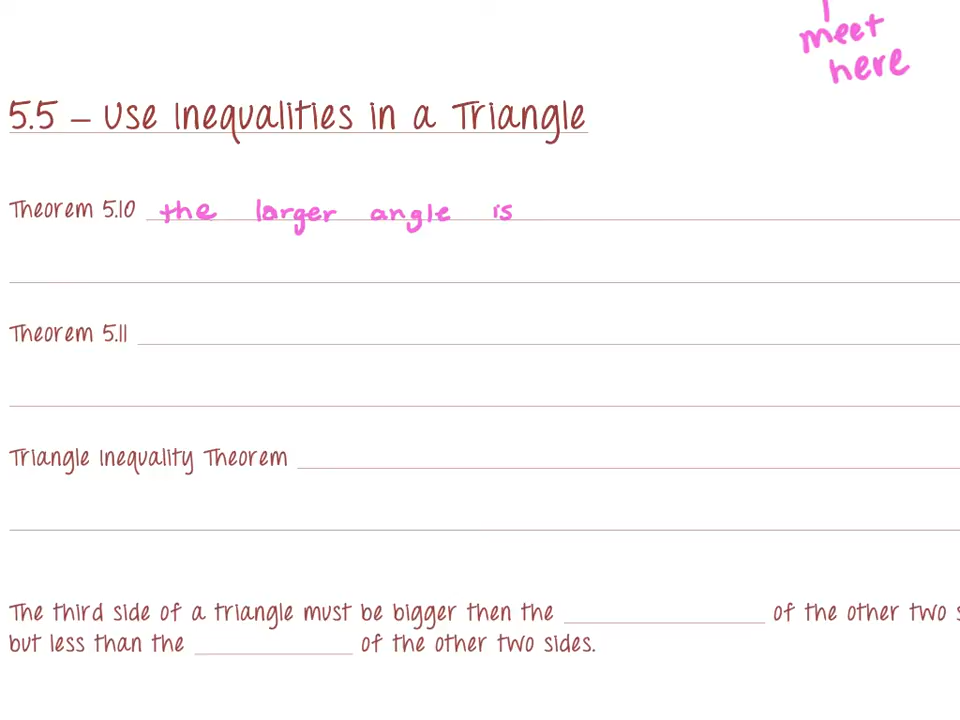 meet
here
5.5 – Use Inequalities in a Triangle
Theorem 5.10 the larger angle is
Theorem 5.11
Triangle Inequality Theorem
The third side of a triangle must be bigger then the of the other two
but less than the of the other two sides.